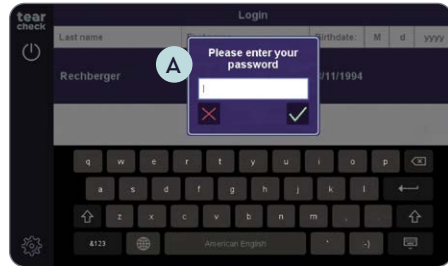 tear
check
Login
Last name Birthdate: M d yyyy
A
Please enter your
password
Rechberger /11/1994
q w e r t y u i o p
a s d f g h j k l
z x c v b n m , .
&123 American English ' -)